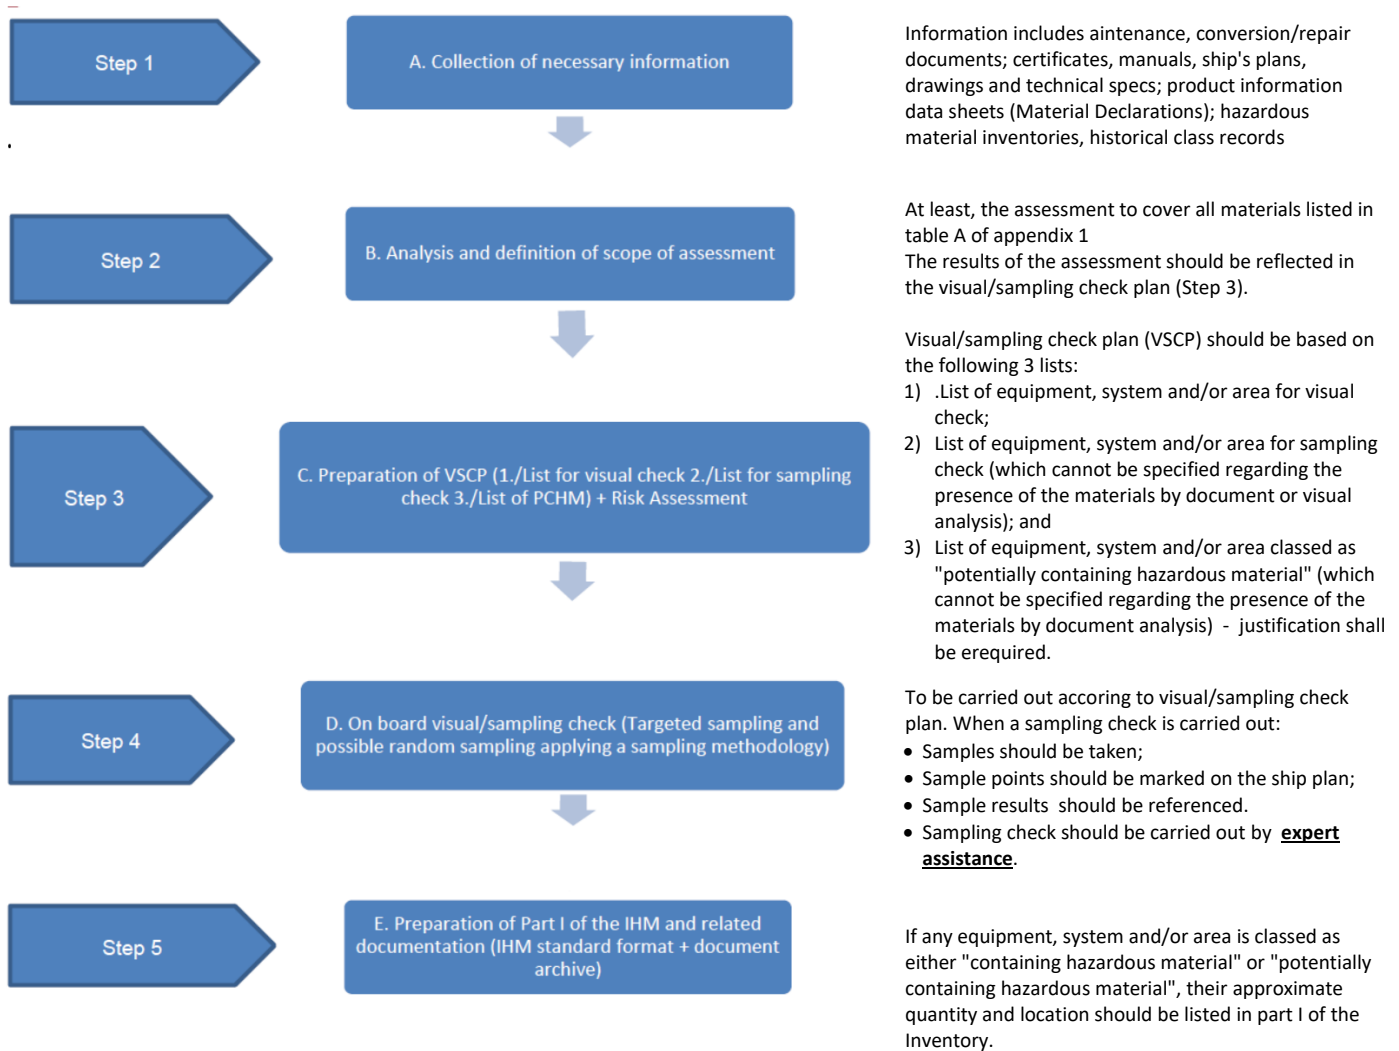 Step 1
A. Collection of necessary information
Information includes aintenance, conversion/repair
documents; certificates, manuals, ship's plans,
drawings and technical specs; product information
data sheets (Material Declarations); hazardous
material inventories, historical class records
Step 2
B. Analysis and definition of scope of assessment
At least, the assessment to cover all materials listed in
table A of appendix 1
The results of the assessment should be reflected in
the visual/sampling check plan (Step 3).
Step 3
C. Preparation of VSCP (1./List for visual check 2./List for sampling
check 3./List of PCHM) + Risk Assessment
Visual/sampling check plan (VSCP) should be based on
the following 3 lists:
1) .List of equipment, system and/or area for visual
check;
2) List of equipment, system and/or area for sampling
check (which cannot be specified regarding the
presence of the materials by document or visual
analysis); and
3) List of equipment, system and/or area classed as
"potentially containing hazardous material" (which
cannot be specified regarding the presence of the
materials by document analysis) - justification shall
be erequired.
Step 4
D. On board visual/sampling check (Targeted sampling and
possible random sampling applying a sampling methodology)
To be carried out accoring to visual/sampling check
plan. When a sampling check is carried out:
• Samples should be taken;
• Sample points should be marked on the ship plan;
• Sample results should be referenced.
• Sampling check should be carried out by expert
assistance.
Step 5
E. Preparation of Part I of the IHM and related
documentation (IHM standard format + document
archive)
If any equipment, system and/or area is classed as
either "containing hazardous material" or "potentially
containing hazardous material", their approximate
quantity and location should be listed in part I of the
Inventory.